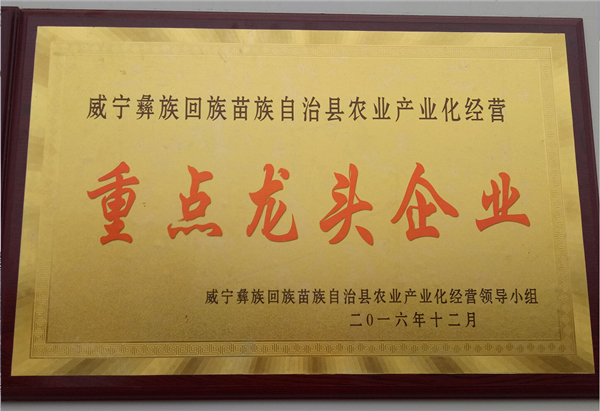 威宁彝族回族苗族自治县农业产业化经营
重点龙头企业
威宁彝族回族苗族自治县农业产业化经营领导小组
二0一六年十二月